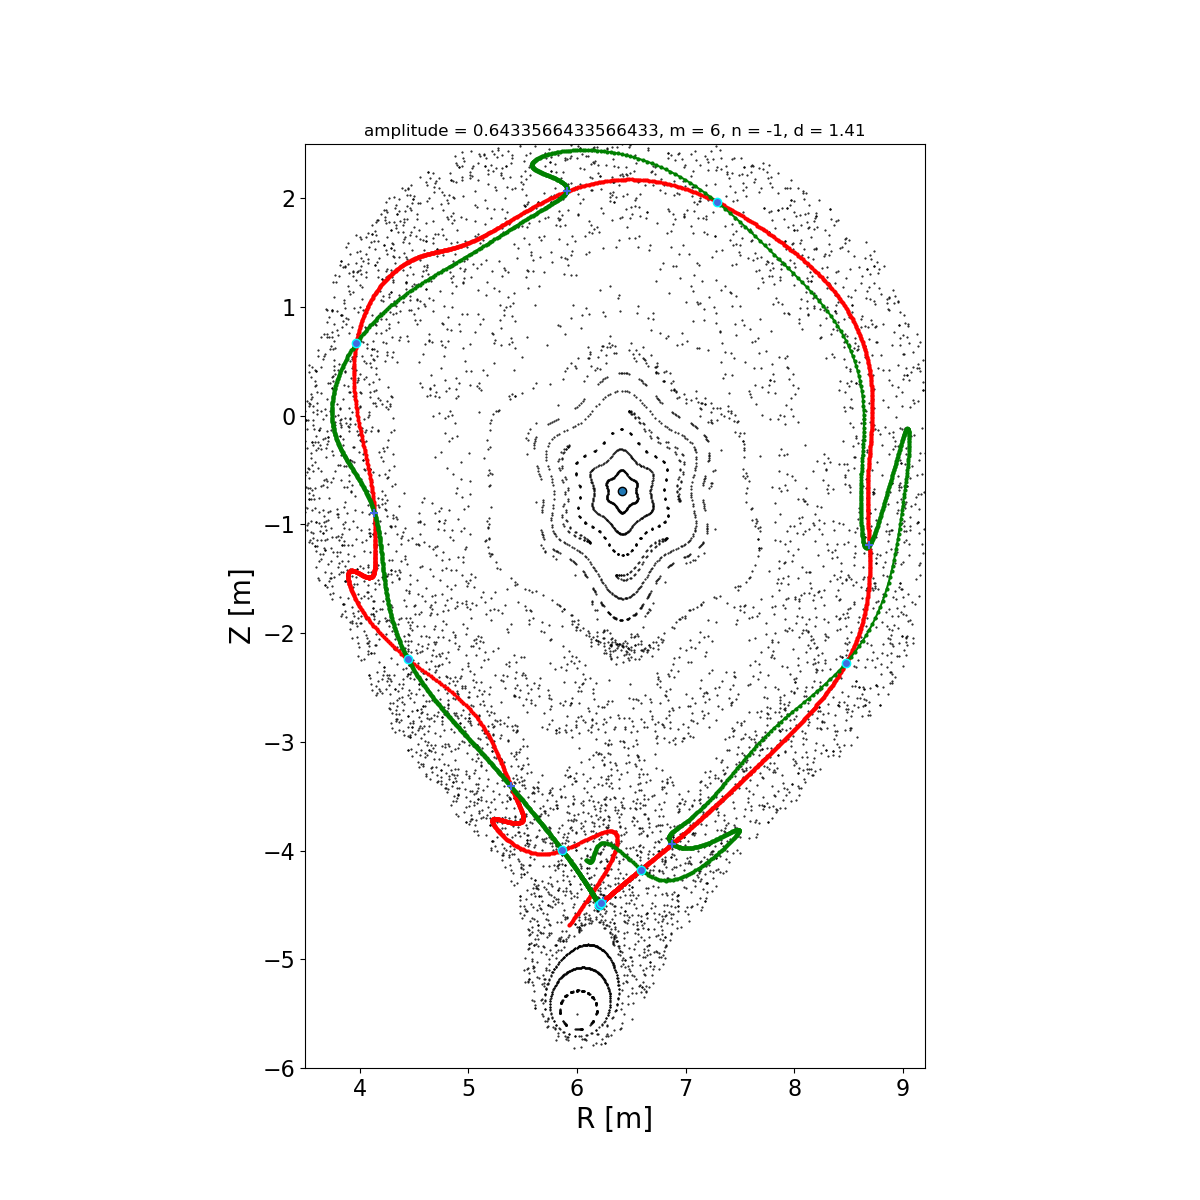 amplitude = 0.6433566433566433, m = 6, n = -1, d = 1.41
2
1
0
−1
−2
−3
−4
−5
−6
Z [m]
4 5 6 7 8 9
R [m]